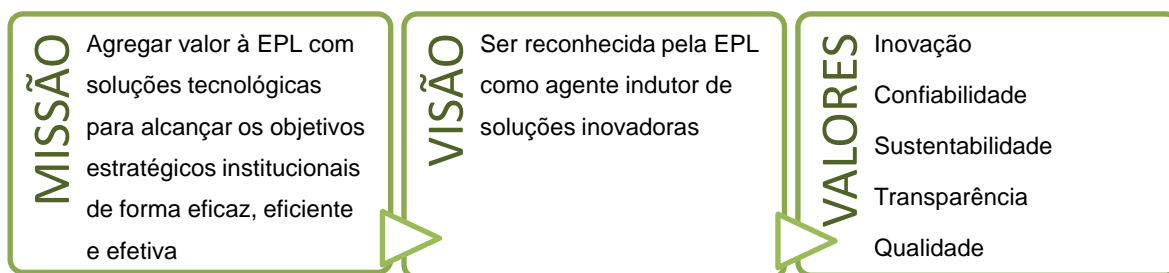 MISSÃO
Agregar valor à EPL com
soluções tecnológicas
para alcançar os objetivos
estratégicos institucionais
de forma eficaz, eficiente
e efetiva
VISÃO
Ser reconhecida pela EPL
como agente indutor de
soluções inovadoras
VALORES
Inovação
Confiabilidade
Sustentabilidade
Transparência
Qualidade